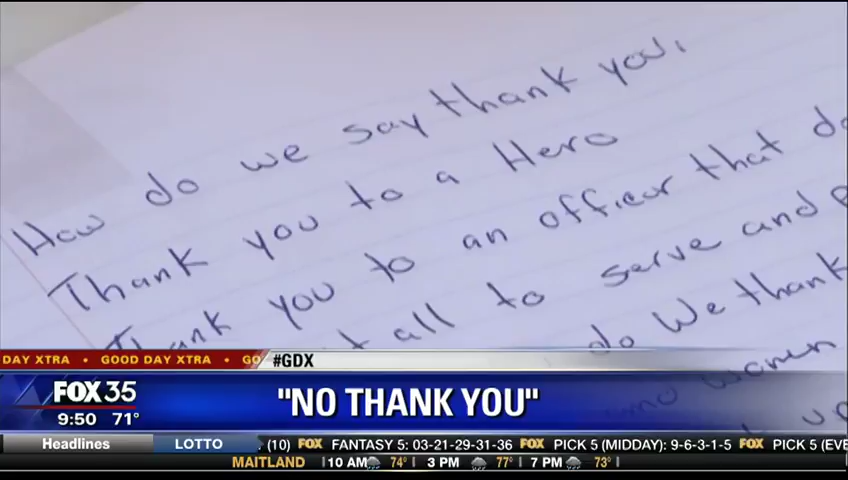 How do we say thank you,
Thank you to a Hero
Thank you to an officer that do
all to serve and
do We thank
women
up
DAY XTRA • GOOD DAY XTRA • GO
#GDX
FOX 35
"NO THANK YOU"
9:50 71°
Headlines LOTTO (10) FOX FANTASY 5: 03-21-29-31-36 FOX PICK 5 (MIDDAY): 9-6-3-1-5 FOX PICK 5 (EVE
MAITLAND 10 AM 74° 3 PM 77° 7 PM 73°